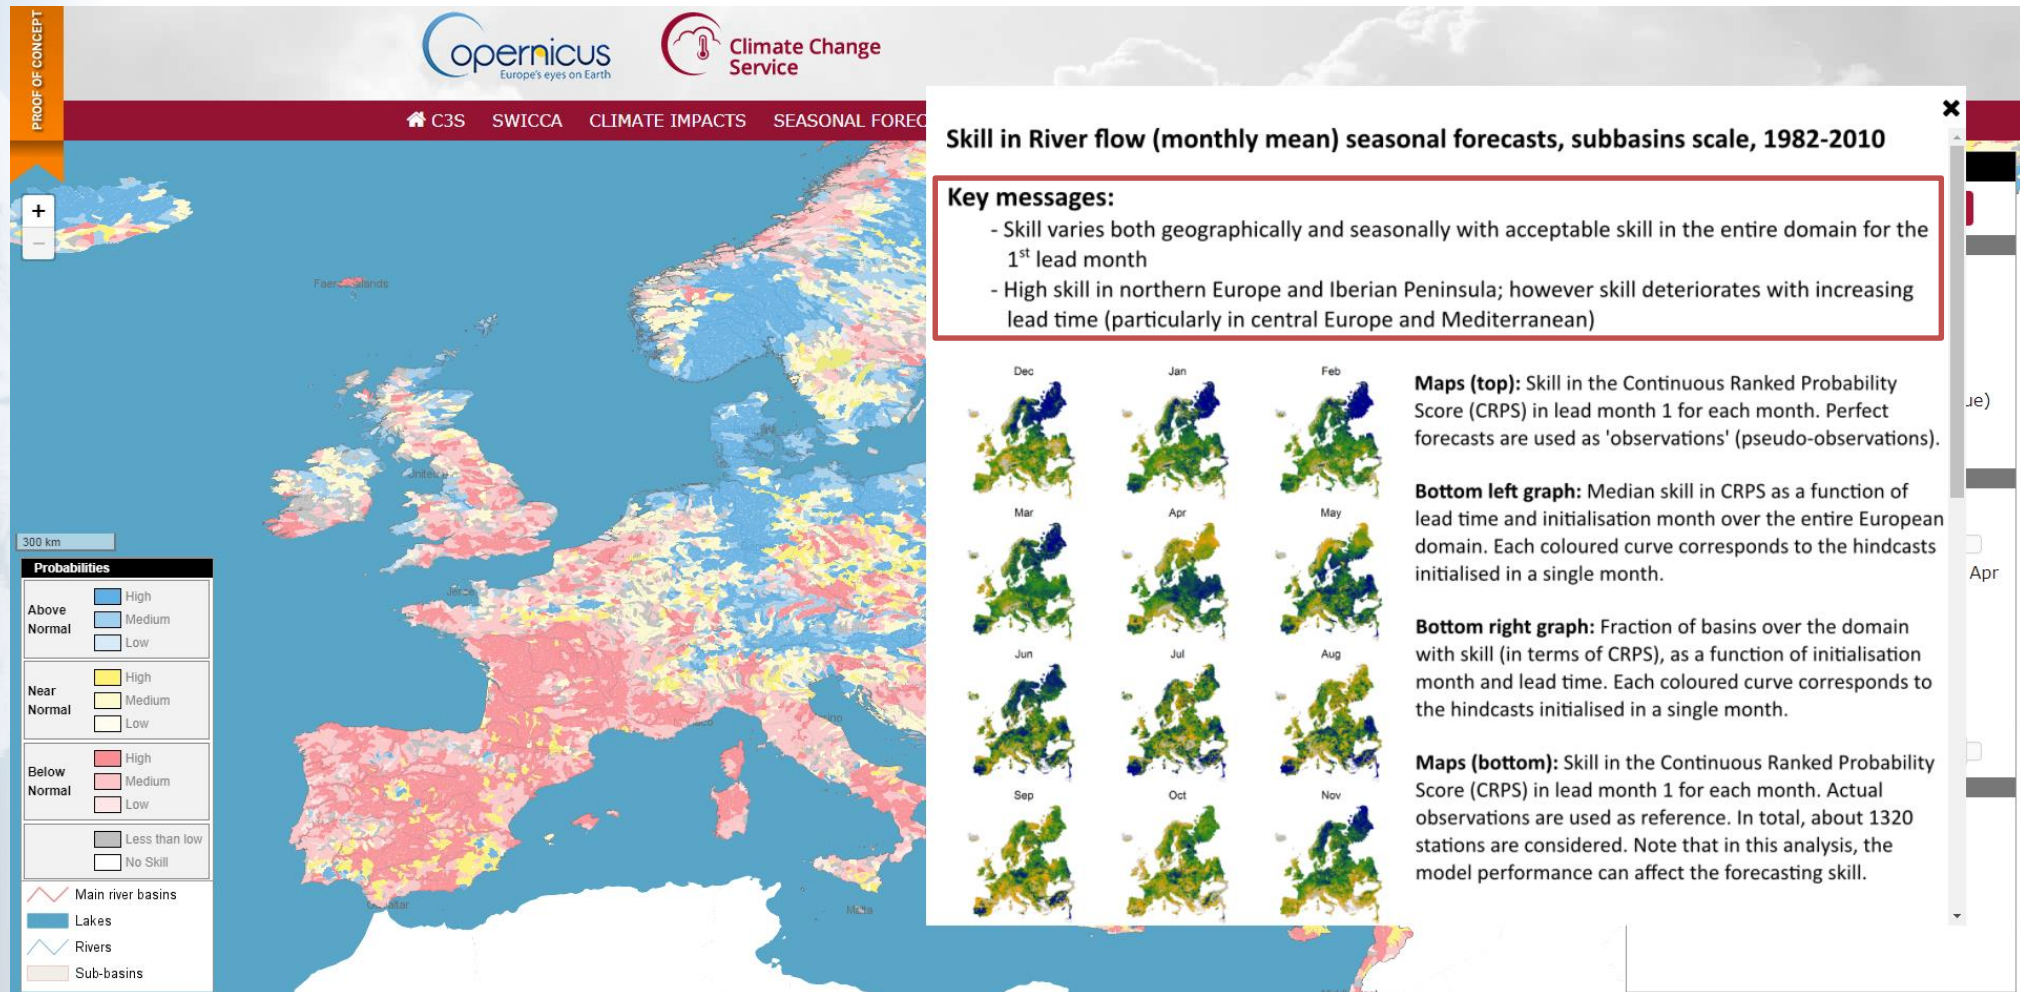 PROOF OF CONCEPT
opernicus
Europe's eyes on Earth
Climate Change
Service
C3S SWICCA CLIMATE IMPACTS SEASONAL FOREC
+
−
Faer Islands
Malta
300 km
Probabilities
Above
Normal
High
Medium
Low
Near
Normal
High
Medium
Low
Below
Normal
High
Medium
Low
Less than low
No Skill
Main river basins
Lakes
Rivers
Sub-basins
Skill in River flow (monthly mean) seasonal forecasts, subbasins scale, 1982-2010
Key messages:
- Skill varies both geographically and seasonally with acceptable skill in the entire domain for the
1st lead month
- High skill in northern Europe and Iberian Peninsula; however skill deteriorates with increasing
lead time (particularly in central Europe and Mediterranean)
Dec Jan Feb
Mar Apr May
Jun Jul Aug
Sep Oct Nov
Maps (top): Skill in the Continuous Ranked Probability
Score (CRPS) in lead month 1 for each month. Perfect
forecasts are used as 'observations' (pseudo-observations).
Bottom left graph: Median skill in CRPS as a function of
lead time and initialisation month over the entire European
domain. Each coloured curve corresponds to the hindcasts
initialised in a single month.
Bottom right graph: Fraction of basins over the domain
with skill (in terms of CRPS), as a function of initialisation
month and lead time. Each coloured curve corresponds to
the hindcasts initialised in a single month.
Maps (bottom): Skill in the Continuous Ranked Probability
Score (CRPS) in lead month 1 for each month. Actual
observations are used as reference. In total, about 1320
stations are considered. Note that in this analysis, the
model performance can affect the forecasting skill.
ue)
Apr